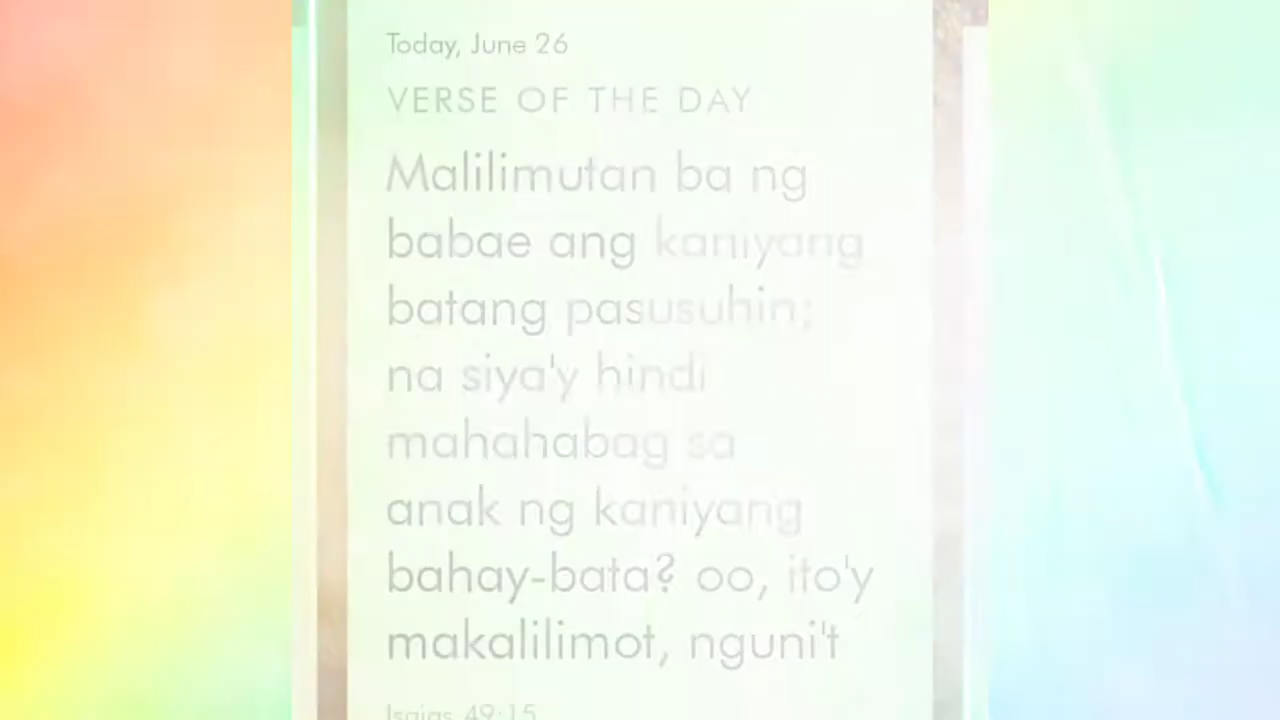 Today, June 26
VERSE OF THE DAY
Malilimutan ba ng
babae ang kaniyang
batang pasusuhin;
na siya'y hindi
mahahabag sa
anak ng kaniyang
bahay-bata? oo, ito'y
makalilimot, nguni't
Isaias 49:15